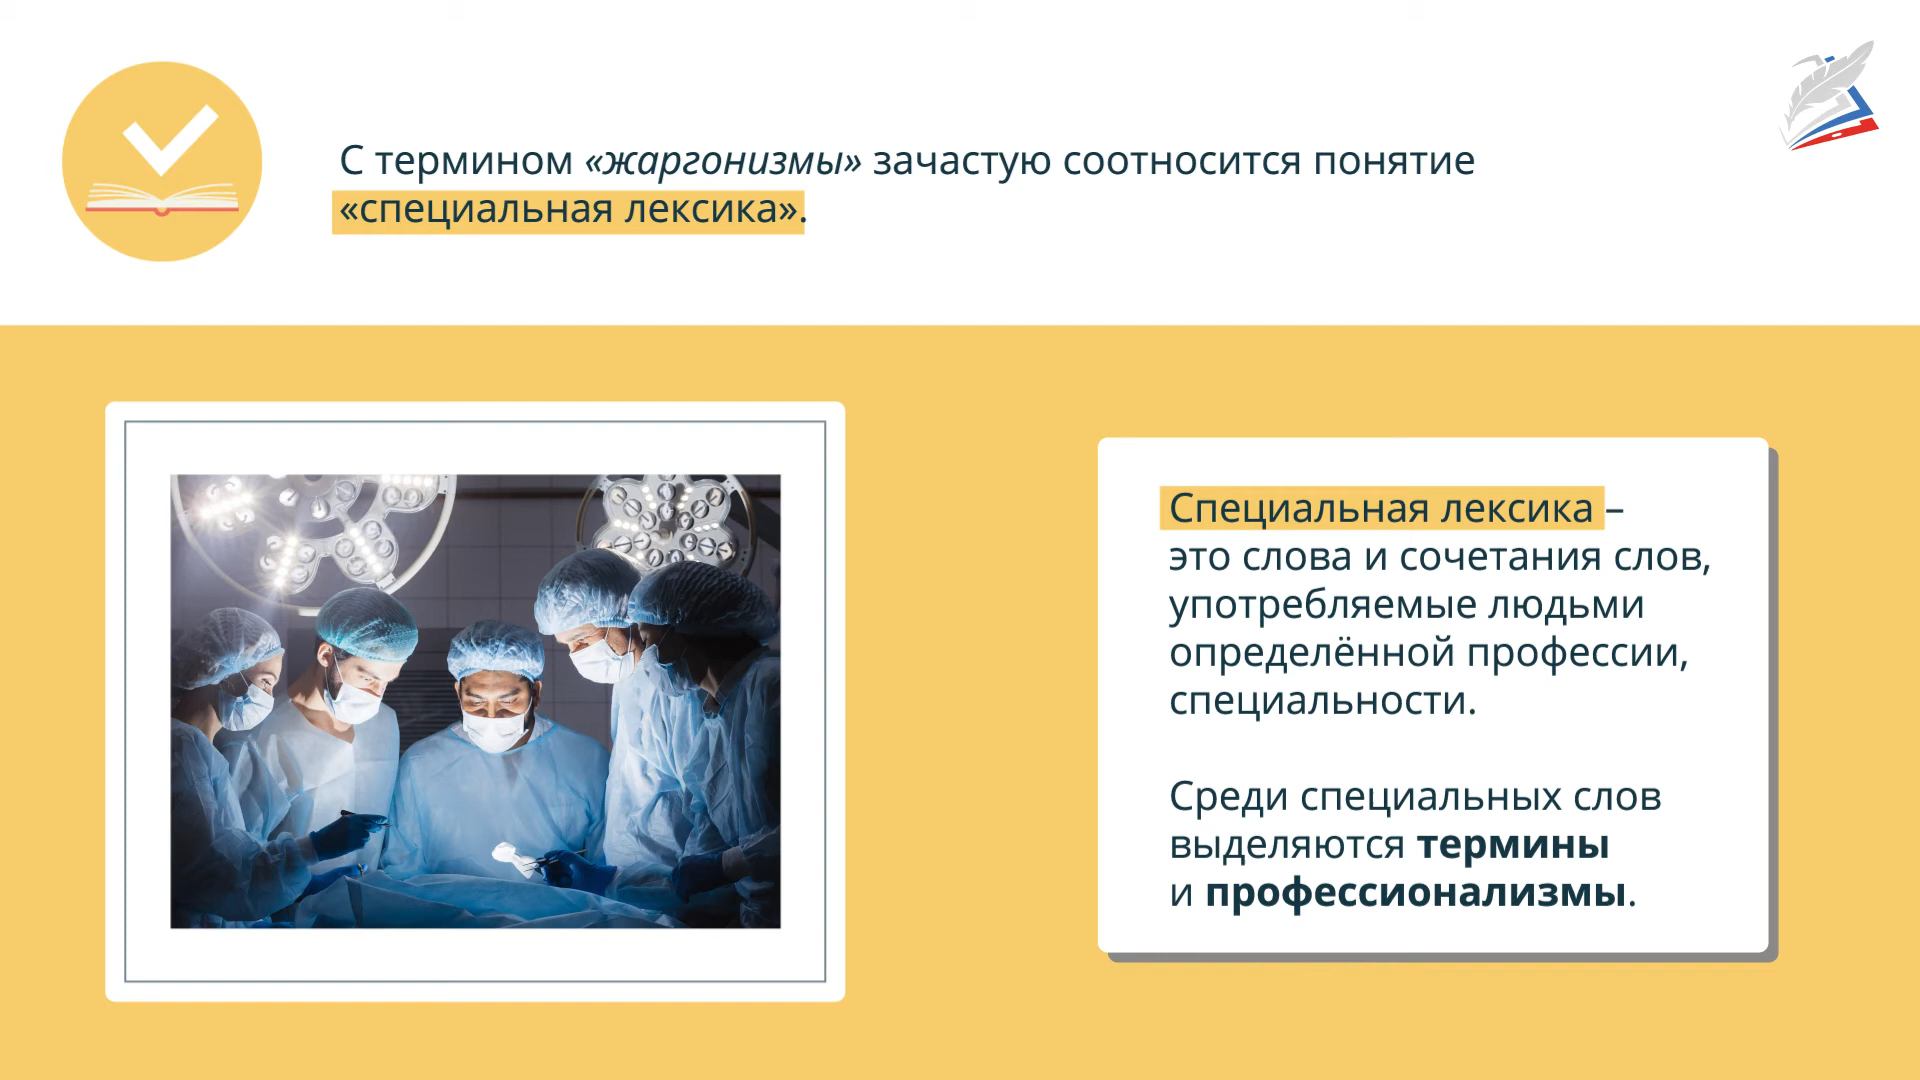 С термином «жаргонизмы» зачастую соотносится понятие
«специальная лексика».
Специальная лексика –
это слова и сочетания слов,
употребляемые людьми
определённой профессии,
специальности.
Среди специальных слов
выделяются термины
и профессионализмы.